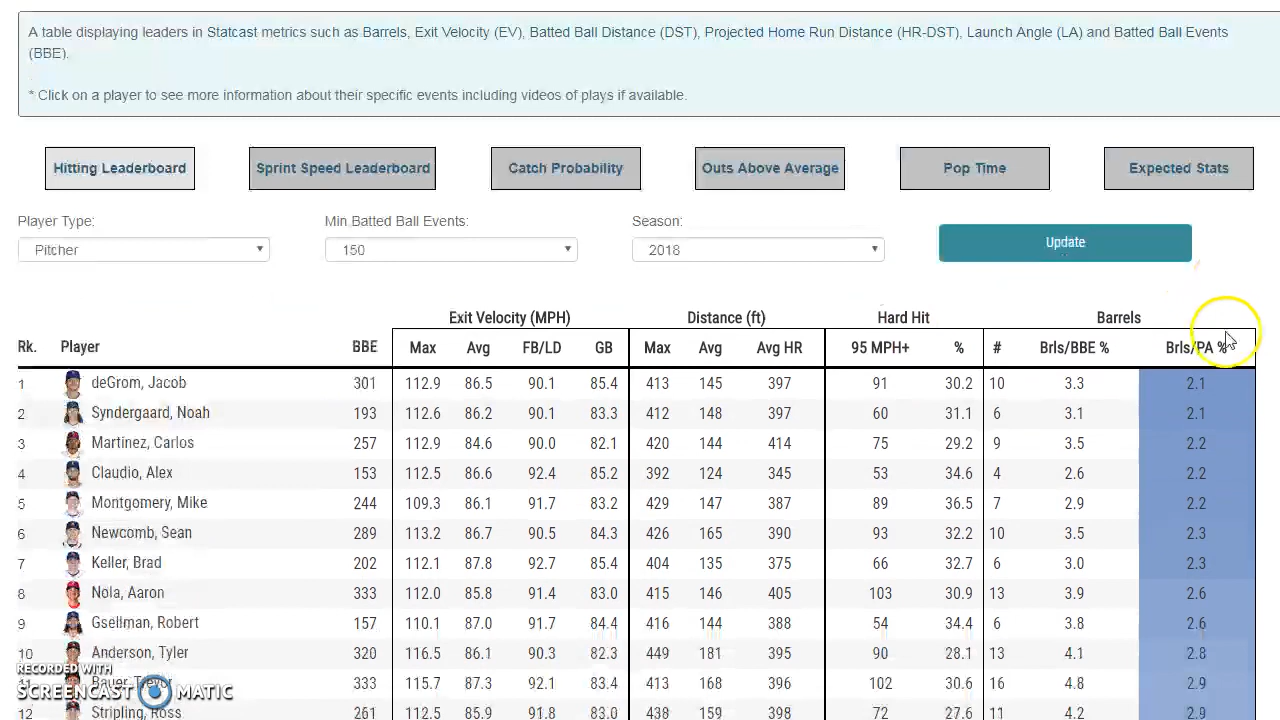 A table displaying leaders in Statcast metrics such as Barrels, Exit Velocity (EV), Batted Ball Distance (DST), Projected Home Run Distance (HR-DST), Launch Angle (LA) and Batted Ball Events
(BBE).
* Click on a player to see more information about their specific events including videos of plays if available.
Hitting Leaderboard Sprint Speed Leaderboard Catch Probability Outs Above Average Pop Time Expected Stats
Player Type: Min Batted Ball Events: Season:
Pitcher 150 2018 Update
Exit Velocity (MPH) Distance (ft) Hard Hit Barrels
Rk. Player BBE Max Avg FB/LD GB Max Avg Avg HR 95 MPH+ % # Brls/BBE % Brls/PA %
1 deGrom, Jacob 301 112.9 86.5 90.1 85.4 413 145 397 91 30.2 10 3.3 2.1
2 Syndergaard, Noah 193 112.6 86.2 90.1 83.3 412 148 397 60 31.1 6 3.1 2.1
3 Martinez, Carlos 257 112.9 84.6 90.0 82.1 420 144 414 75 29.2 9 3.5 2.2
4 Claudio, Alex 153 112.5 86.6 92.4 85.2 392 124 345 53 34.6 4 2.6 2.2
5 Montgomery, Mike 244 109.3 86.1 91.7 83.2 429 147 387 89 36.5 7 2.9 2.2
6 Newcomb, Sean 289 113.2 86.7 90.5 84.3 426 165 390 93 32.2 10 3.5 2.3
7 Keller, Brad 202 112.1 87.8 92.7 85.4 404 135 375 66 32.7 6 3.0 2.3
8 Nola, Aaron 333 112.0 85.8 91.4 83.0 415 146 405 103 30.9 13 3.9 2.6
9 Gsellman, Robert 157 110.1 87.0 91.7 84.4 416 144 388 54 34.4 6 3.8 2.6
10 Anderson, Tyler 320 116.5 86.1 90.3 82.3 449 181 395 90 28.1 13 4.1 2.8
RECORDED WITH
11 Bauer, Trevor 333 115.7 87.3 92.1 83.4 413 168 396 102 30.6 16 4.8 2.9
SCREENCAST MATIC
12 Stripling, Ross 261 112.5 85.9 91.8 83.0 438 159 398 72 27.6 11 4.2 2.9